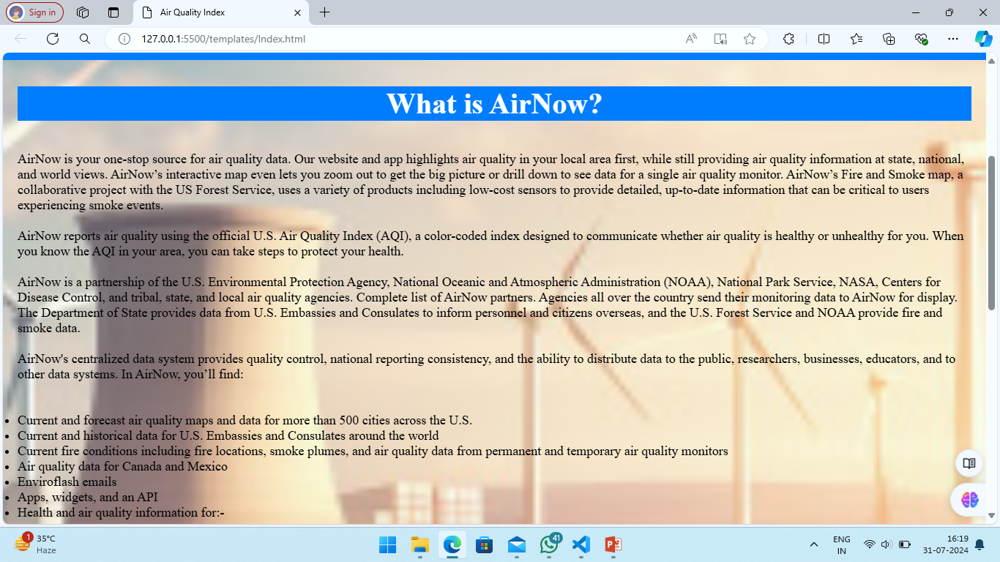 Sign in
Air Quality Index
127.0.0.1:5500/templates/Index.html
What is AirNow?
AirNow is your one-stop source for air quality data. Our website and app highlights air quality in your local area first, while still providing air quality information at state, national,
and world views. AirNow’s interactive map even lets you zoom out to get the big picture or drill down to see data for a single air quality monitor. AirNow’s Fire and Smoke map, a
collaborative project with the US Forest Service, uses a variety of products including low-cost sensors to provide detailed, up-to-date information that can be critical to users
experiencing smoke events.
AirNow reports air quality using the official U.S. Air Quality Index (AQI), a color-coded index designed to communicate whether air quality is healthy or unhealthy for you. When
you know the AQI in your area, you can take steps to protect your health.
AirNow is a partnership of the U.S. Environmental Protection Agency, National Oceanic and Atmospheric Administration (NOAA), National Park Service, NASA, Centers for
Disease Control, and tribal, state, and local air quality agencies. Complete list of AirNow partners. Agencies all over the country send their monitoring data to AirNow for display.
The Department of State provides data from U.S. Embassies and Consulates to inform personnel and citizens overseas, and the U.S. Forest Service and NOAA provide fire and
smoke data.
AirNow's centralized data system provides quality control, national reporting consistency, and the ability to distribute data to the public, researchers, businesses, educators, and to
other data systems. In AirNow, you’ll find:
• Current and forecast air quality maps and data for more than 500 cities across the U.S.
• Current and historical data for U.S. Embassies and Consulates around the world
• Current fire conditions including fire locations, smoke plumes, and air quality data from permanent and temporary air quality monitors
• Air quality data for Canada and Mexico
• Enviroflash emails
• Apps, widgets, and an API
• Health and air quality information for:-
1
35°C
Haze
41
ENG
IN
16:19
31-07-2024